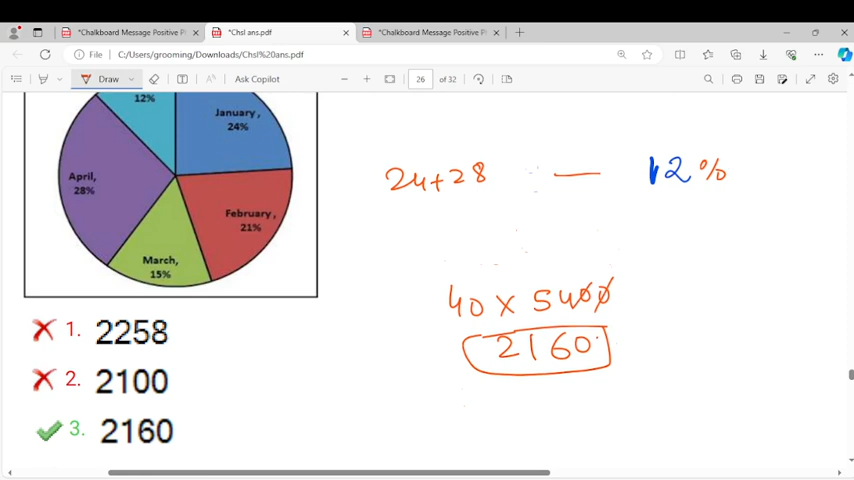 *Chalkboard Message Positive Pl
*Chsl ans.pdf
*Chalkboard Message Positive Pl
File
C:/Users/grooming/Downloads/Chsl%20ans.pdf
Draw
Ask Copilot
26 of 32
12%
January,
24%
April,
28%
February,
21%
March,
15%
24+28 — 12%
40 x 5400
2160
1. 2258
2. 2100
3. 2160